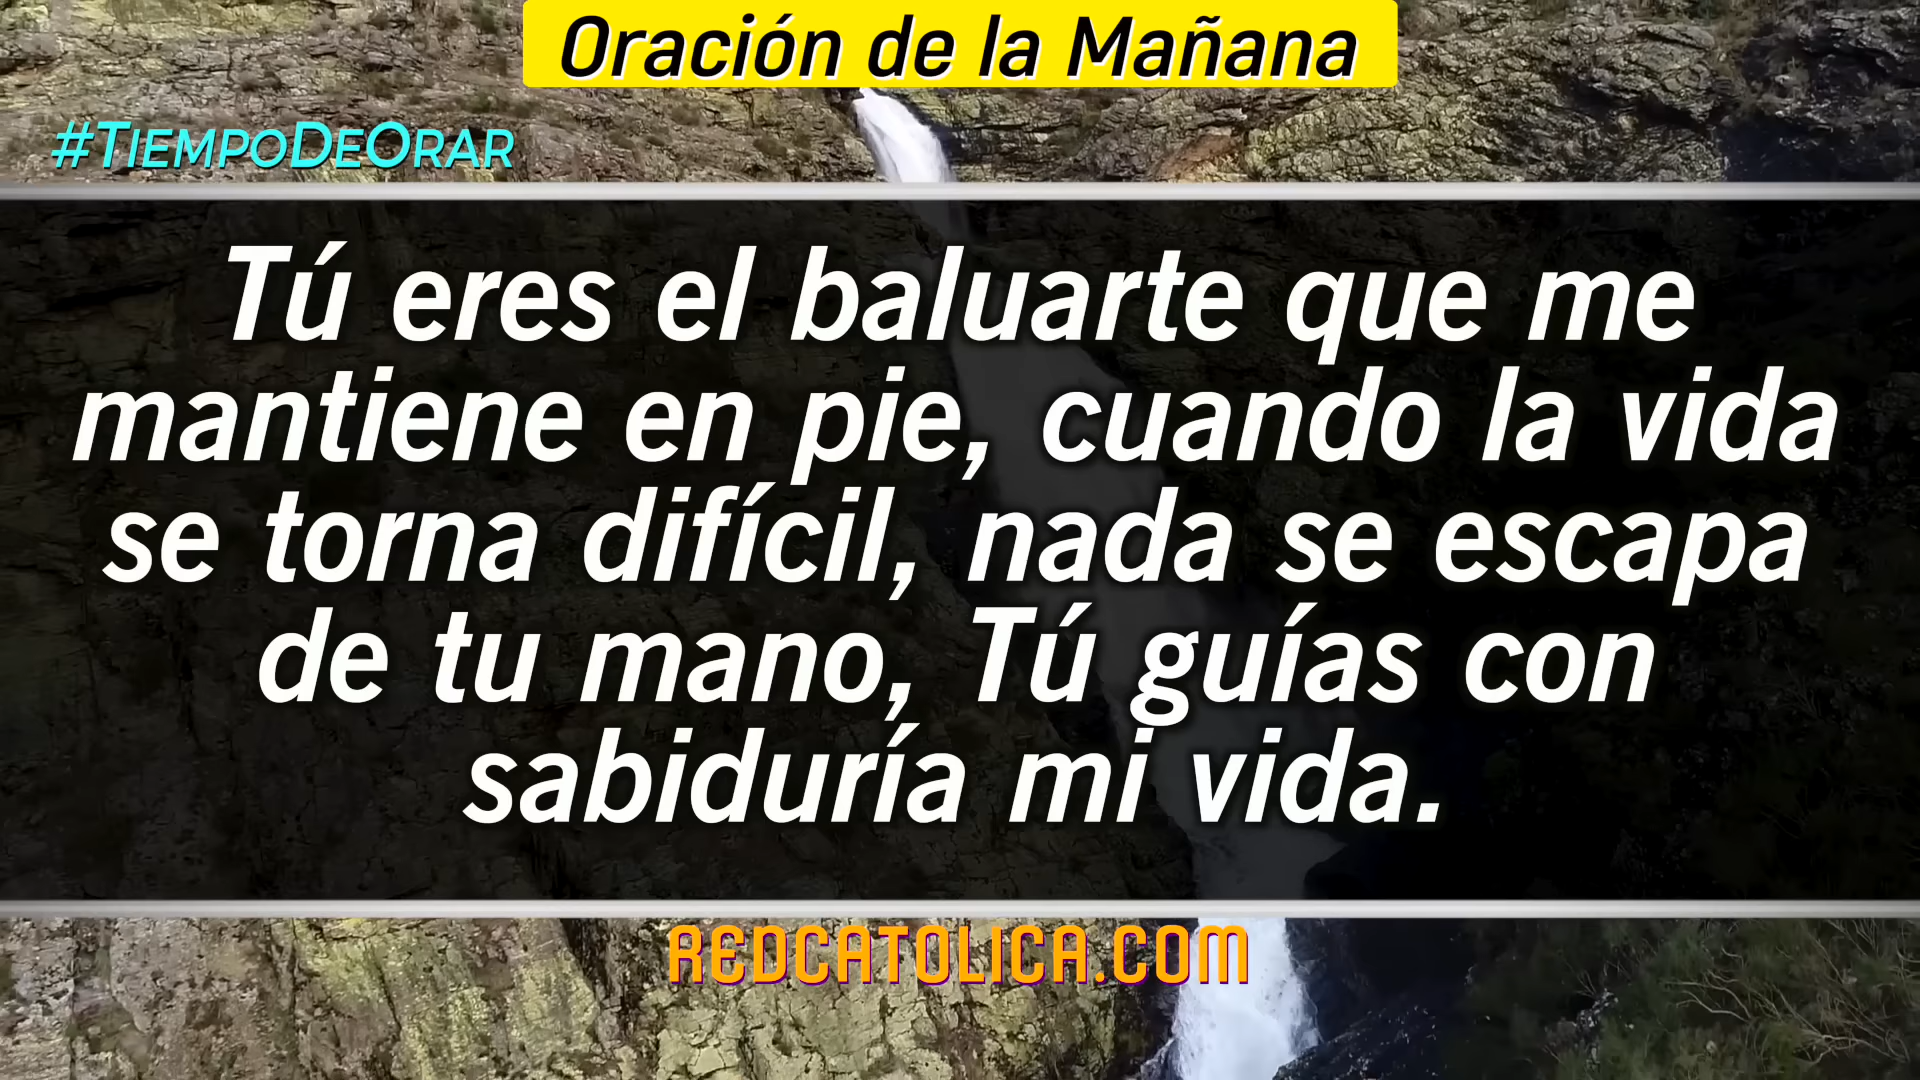 Oración de la Mañana
#TiempoDeOrar
Tú eres el baluarte que me
mantiene en pie, cuando la vida
se torna difícil, nada se escapa
de tu mano, Tú guías con
sabiduría mi vida.
REDCATOLICA.COM